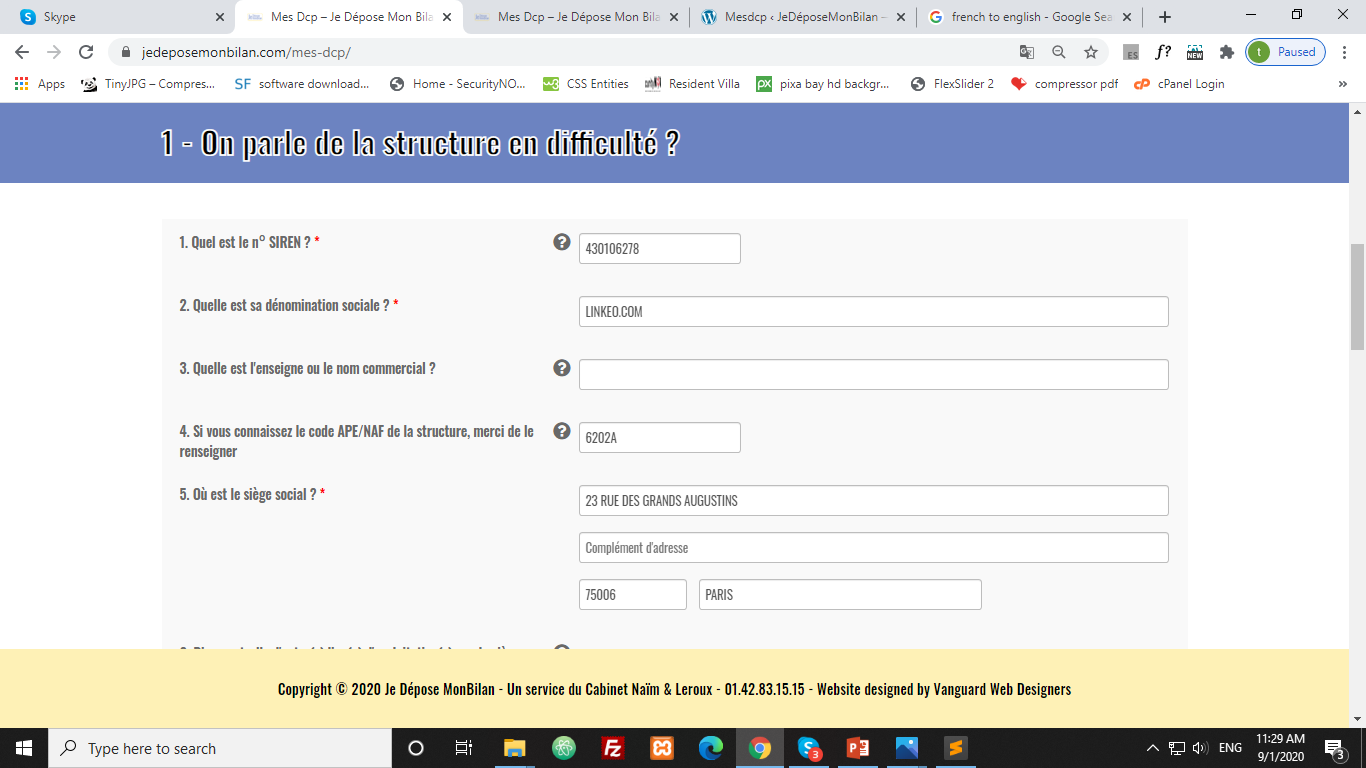 Skype
Mes Dcp – Je Dépose Mon Bila
Mes Dcp – Je Dépose Mon Bila
Mesdcp ‹ JeDéposeMonBilan –
french to english - Google Sea
jedeposemonbilan.com/mes-dcp/
ES
f?
NEW
t Paused
Apps
TinyJPG – Compres...
SF software download...
Home - SecurityNO...
CSS Entities
Resident Villa
px pixa bay hd backgr...
FlexSlider 2
compressor pdf
cP cPanel Login
»
1 - On parle de la structure en difficulté ?
1. Quel est le n° SIREN ? *
? 430106278
2. Quelle est sa dénomination sociale ? *
LINKEO.COM
3. Quelle est l'enseigne ou le nom commercial ?
?
4. Si vous connaissez le code APE/NAF de la structure, merci de le
renseigner
? 6202A
5. Où est le siège social ? *
23 RUE DES GRANDS AUGUSTINS
Complément d'adresse
75006 PARIS
Copyright © 2020 Je Dépose MonBilan - Un service du Cabinet Naïm & Leroux - 01.42.83.15.15 - Website designed by Vanguard Web Designers
Type here to search
3
ENG
11:29 AM
9/1/2020
3